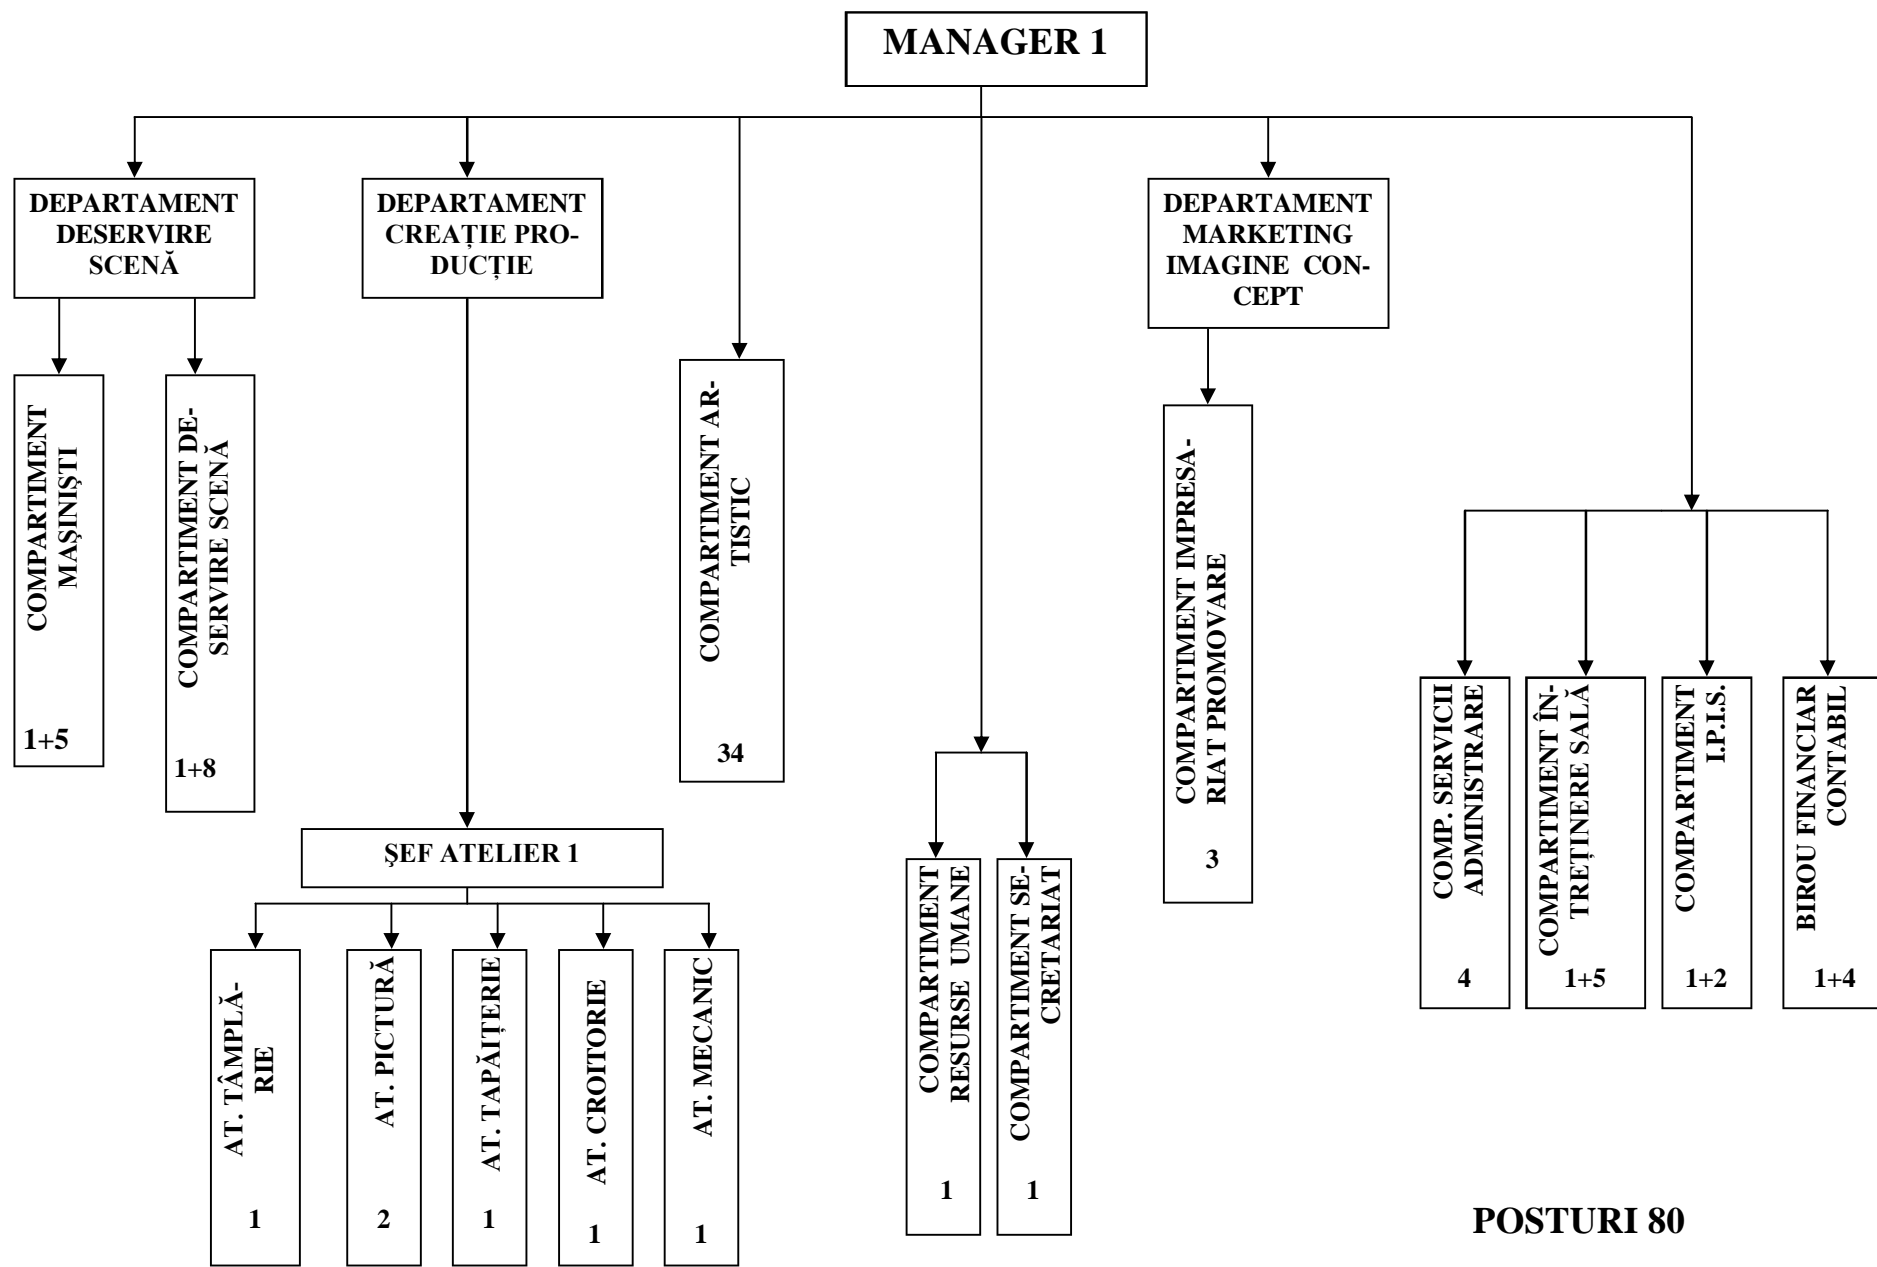 MANAGER 1
DEPARTAMENT
DESERVIRE
SCENĂ
DEPARTAMENT
CREAȚIE PRO-
DUCȚIE
DEPARTAMENT
MARKETING
IMAGINE CON-
CEPT
COMPARTIMENT
MAŞINIŞTI
1+5
COMPARTIMENT DE-
SERVIRE SCENĂ
1+8
COMPARTIMENT AR-
TISTIC
34
COMPARTIMENT IMPRESA-
RIAT PROMOVARE
3
COMP. SERVICII
ADMINISTRARE
4
COMPARTIMENT ÎN-
TREȚINERE SALĂ
1+5
COMPARTIMENT
I.P.I.S.
1+2
BIROU FINANCIAR
CONTABIL
1+4
ŞEF ATELIER 1
COMPARTIMENT
RESURSE UMANE
1
COMPARTIMENT SE-
CRETARIAT
1
AT. TÂMPLĂ-
RIE
1
AT. PICTURĂ
2
AT. TAPĂIȚERIE
1
AT. CROITORIE
1
AT. MECANIC
1
POSTURI 80